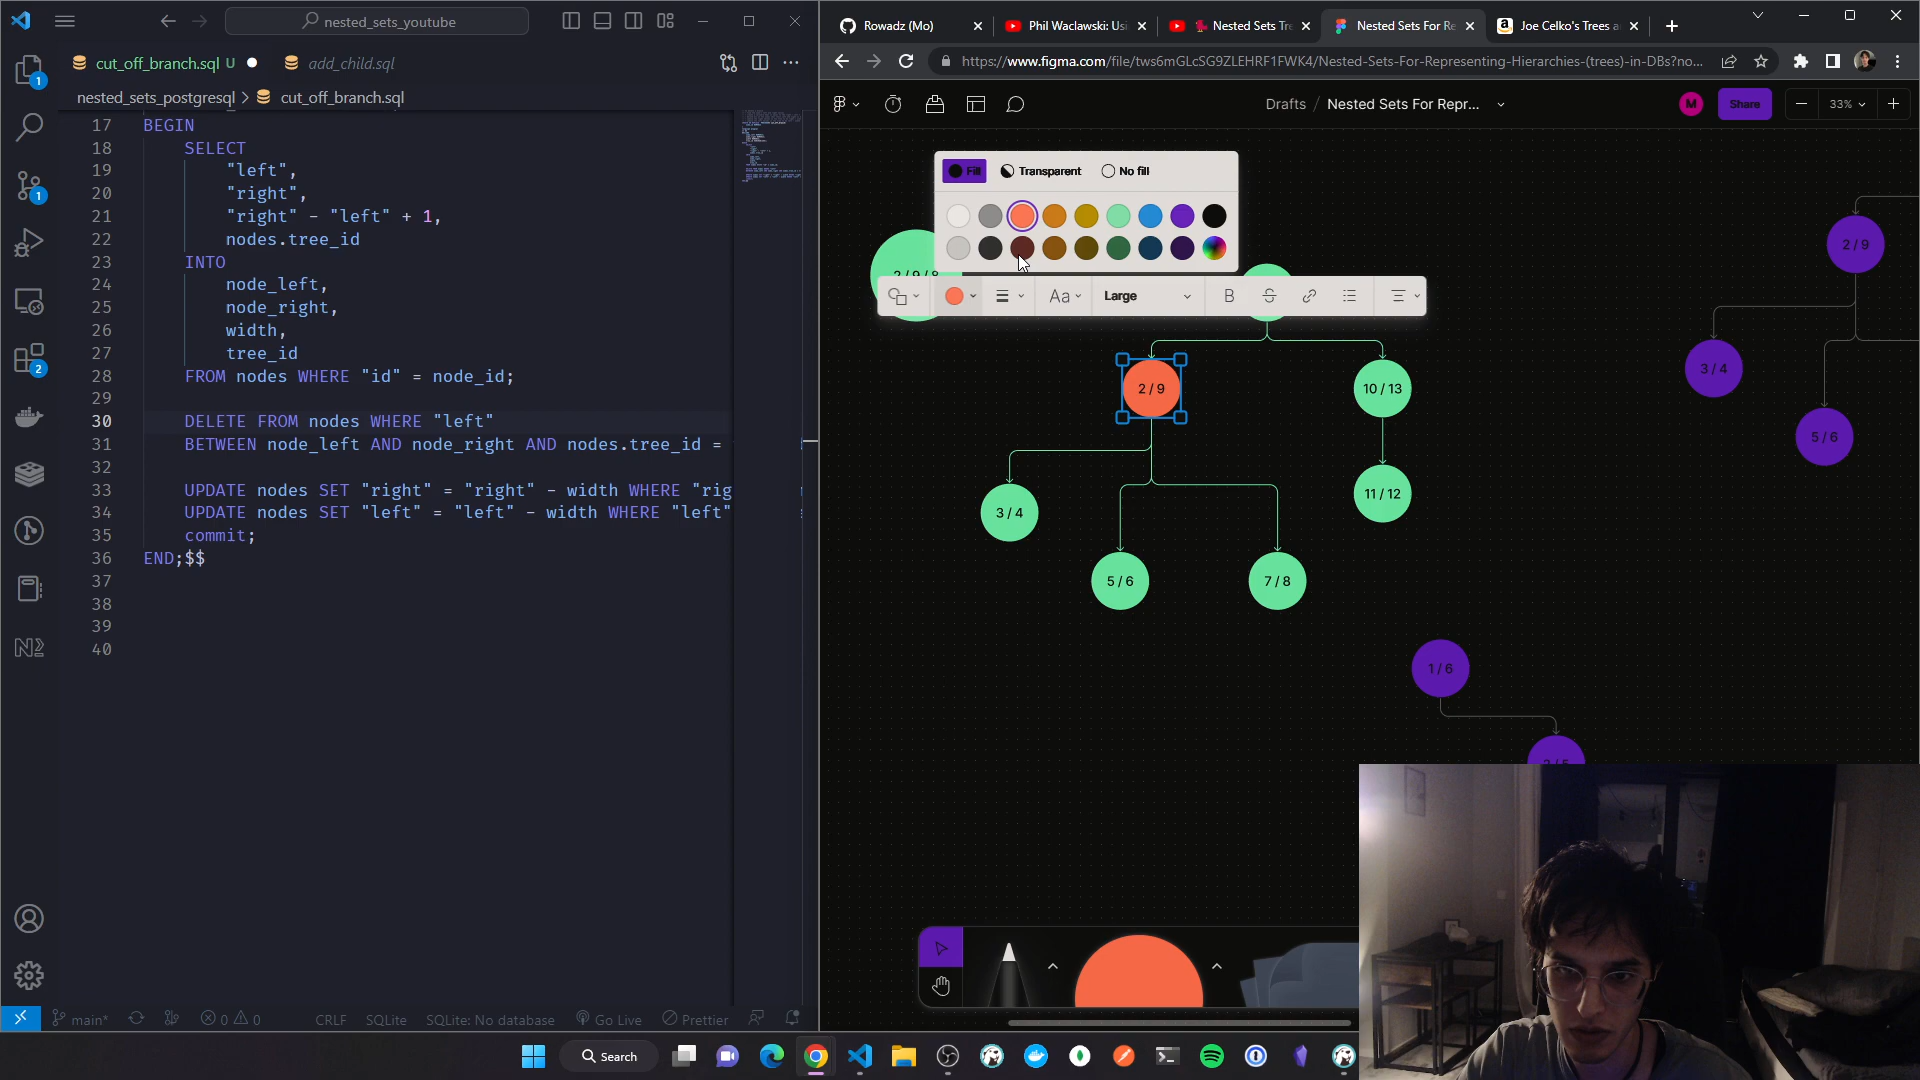 nested_sets_youtube
cut_off_branch.sql U
add_child.sql
nested_sets_postgresql > cut_off_branch.sql
17 BEGIN
18 SELECT
19 "left",
20 "right",
21 "right" - "left" + 1,
22 nodes.tree_id
23 INTO
24 node_left,
25 node_right,
26 width,
27 tree_id
28 FROM nodes WHERE "id" = node_id;
29
30 DELETE FROM nodes WHERE "left"
31 BETWEEN node_left AND node_right AND nodes.tree_id =
32
33 UPDATE nodes SET "right" = "right" - width WHERE "rig
34 UPDATE nodes SET "left" = "left" - width WHERE "left"
35 commit;
36 END;$$
37
38
39
40
1
1
2
main*
0 0
CRLF
SQLite
SQLite: No database
Go Live
Prettier
Rowadz (Mo)
Phil Waclawski: Usi
Nested Sets Tre
Nested Sets For Re
Joe Celko's Trees a
https://www.figma.com/file/tws6mGLcSG9ZLEHRF1FWK4/Nested-Sets-For-Representing-Hierarchies-(trees)-in-DBs?no...
Drafts / Nested Sets For Repr...
M
Share
33%
Fill
Transparent
No fill
Aa
Large
B
S
2 / 9
10 / 13
3 / 4
11 / 12
5 / 6
7 / 8
2 / 9
3 / 4
5 / 6
1 / 6
Search